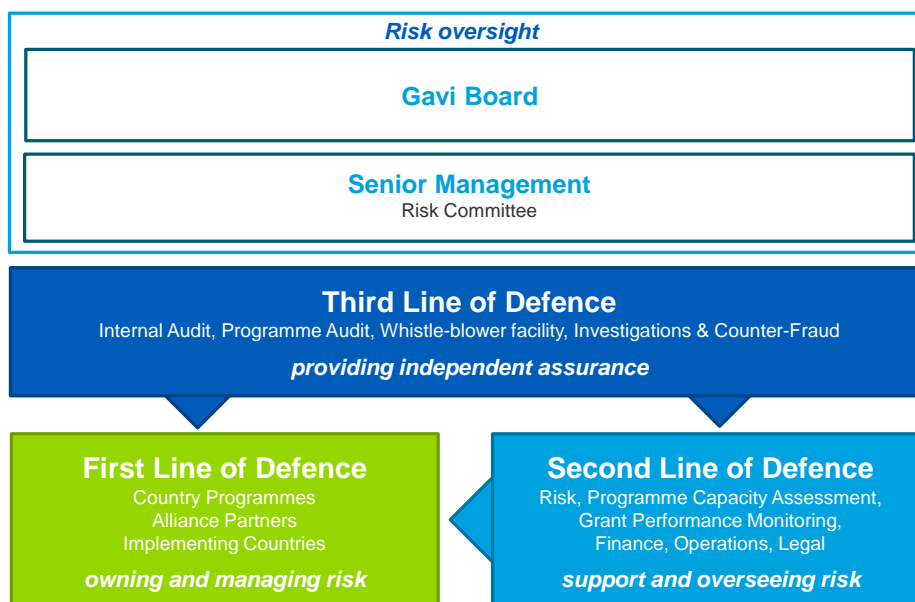 Risk oversight
Gavi Board
Senior Management
Risk Committee
Third Line of Defence
Internal Audit, Programme Audit, Whistle-blower facility, Investigations & Counter-Fraud
providing independent assurance
First Line of Defence
Country Programmes
Alliance Partners
Implementing Countries
owning and managing risk
Second Line of Defence
Risk, Programme Capacity Assessment,
Grant Performance Monitoring,
Finance, Operations, Legal
support and overseeing risk